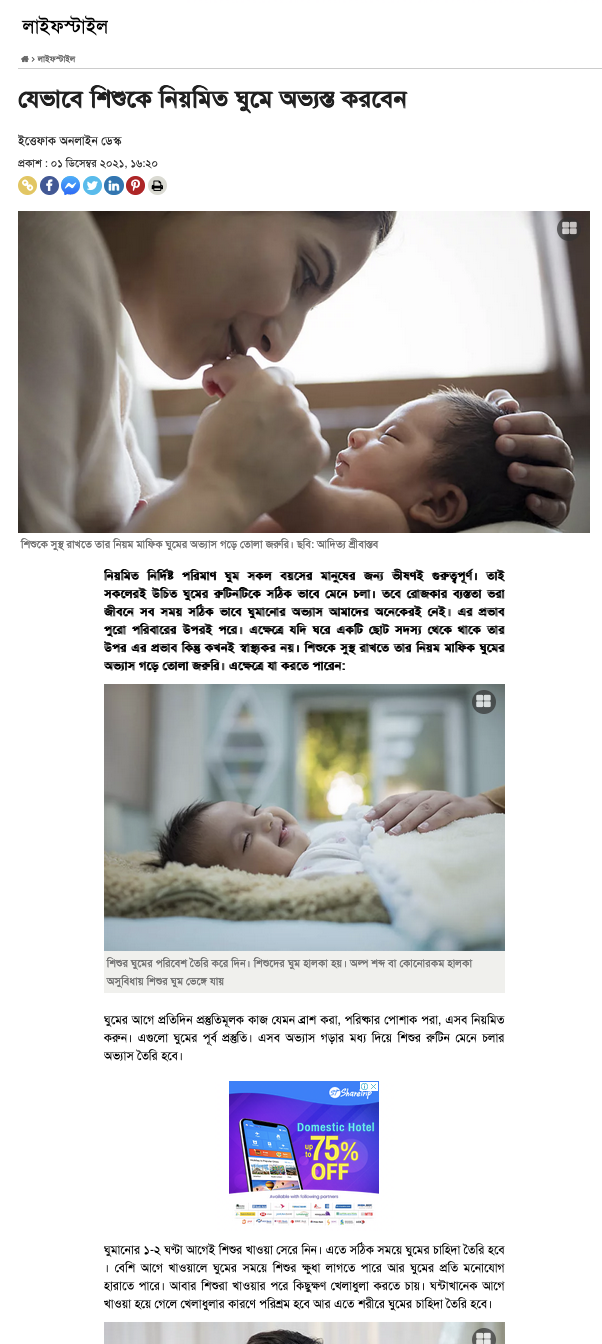 লাইফস্টাইল
› লাইফস্টাইল
যেভাবে শিশুকে নিয়মিত ঘুমে অভ্যস্ত করবেন
ইত্তেফাক অনলাইন ডেস্ক
প্রকাশ : ০১ ডিসেম্বর ২০২১, ১৬:২০
শিশুকে সুস্থ রাখতে তার নিয়ম মাফিক ঘুমের অভ্যাস গড়ে তোলা জরুরি। ছবি: আদিত্য শ্রীবাস্তব
নিয়মিত নির্দিষ্ট পরিমাণ ঘুম সকল বয়সের মানুষের জন্য ভীষণই গুরুত্বপূর্ণ। তাই
সকলেরই উচিত ঘুমের রুটিনটিকে সঠিক ভাবে মেনে চলা। তবে রোজকার ব্যস্ততা ভরা
জীবনে সব সময় সঠিক ভাবে ঘুমানোর অভ্যাস আমাদের অনেকেরই নেই। এর প্রভাব
পুরো পরিবারের উপরই পরে। এক্ষেত্রে যদি ঘরে একটি ছোট সদস্য থেকে থাকে তার
উপর এর প্রভাব কিন্তু কখনই স্বাস্থ্যকর নয়। শিশুকে সুস্থ রাখতে তার নিয়ম মাফিক ঘুমের
অভ্যাস গড়ে তোলা জরুরি। এক্ষেত্রে যা করতে পারেন:
শিশুর ঘুমের পরিবেশ তৈরি করে দিন। শিশুদের ঘুম হালকা হয়। অল্প শব্দ বা কোনোরকম হালকা
অসুবিধায় শিশুর ঘুম ভেঙ্গে যায়
ঘুমের আগে প্রতিদিন প্রস্তুতিমূলক কাজ যেমন ব্রাশ করা, পরিষ্কার পোশাক পরা, এসব নিয়মিত
করুন। এগুলো ঘুমের পূর্ব প্রস্তুতি। এসব অভ্যাস গড়ার মধ্য দিয়ে শিশুর রুটিন মেনে চলার
অভ্যাস তৈরি হবে।
ST Sharetrip
Domestic Hotel
up to 75%
OFF
Available with following partners
ঘুমানোর ১-২ ঘন্টা আগেই শিশুর খাওয়া সেরে নিন। এতে সঠিক সময়ে ঘুমের চাহিদা তৈরি হবে
। বেশি আগে খাওয়ালে ঘুমের সময়ে শিশুর ক্ষুধা লাগতে পারে আর ঘুমের প্রতি মনোযোগ
হারাতে পারে। আবার শিশুরা খাওয়ার পরে কিছুক্ষণ খেলাধুলা করতে চায়। ঘন্টাখানেক আগে
খাওয়া হয়ে গেলে খেলাধুলার কারণে পরিশ্রম হবে আর এতে শরীরে ঘুমের চাহিদা তৈরি হবে।